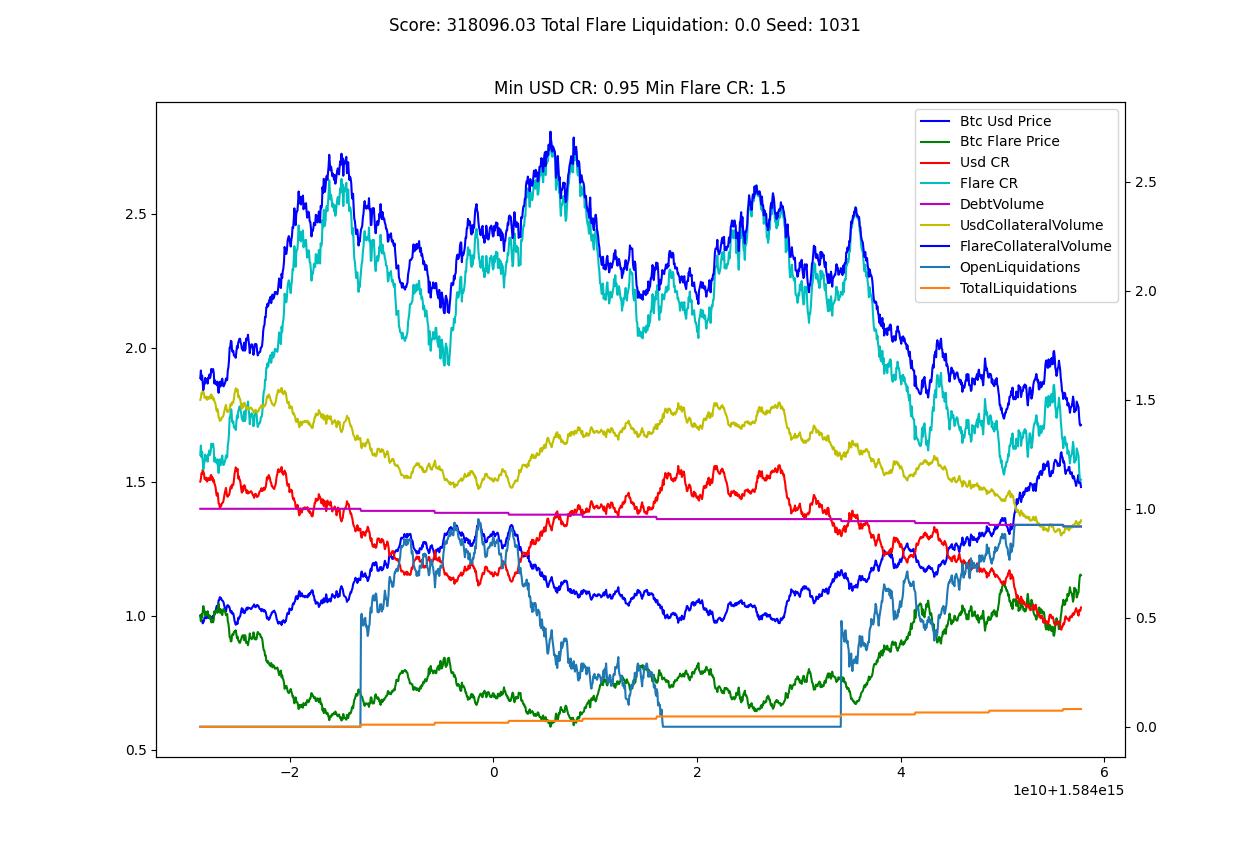 Score: 318096.03 Total Flare Liquidation: 0.0 Seed: 1031
Min USD CR: 0.95 Min Flare CR: 1.5
Btc Usd Price
Btc Flare Price
Usd CR
Flare CR
DebtVolume
UsdCollateralVolume
FlareCollateralVolume
OpenLiquidations
TotalLiquidations
2.5
2.0
1.5
1.0
0.5
2.5
2.0
1.5
1.0
0.5
0.0
−2 0 2 4 6
1e10+1.584e15